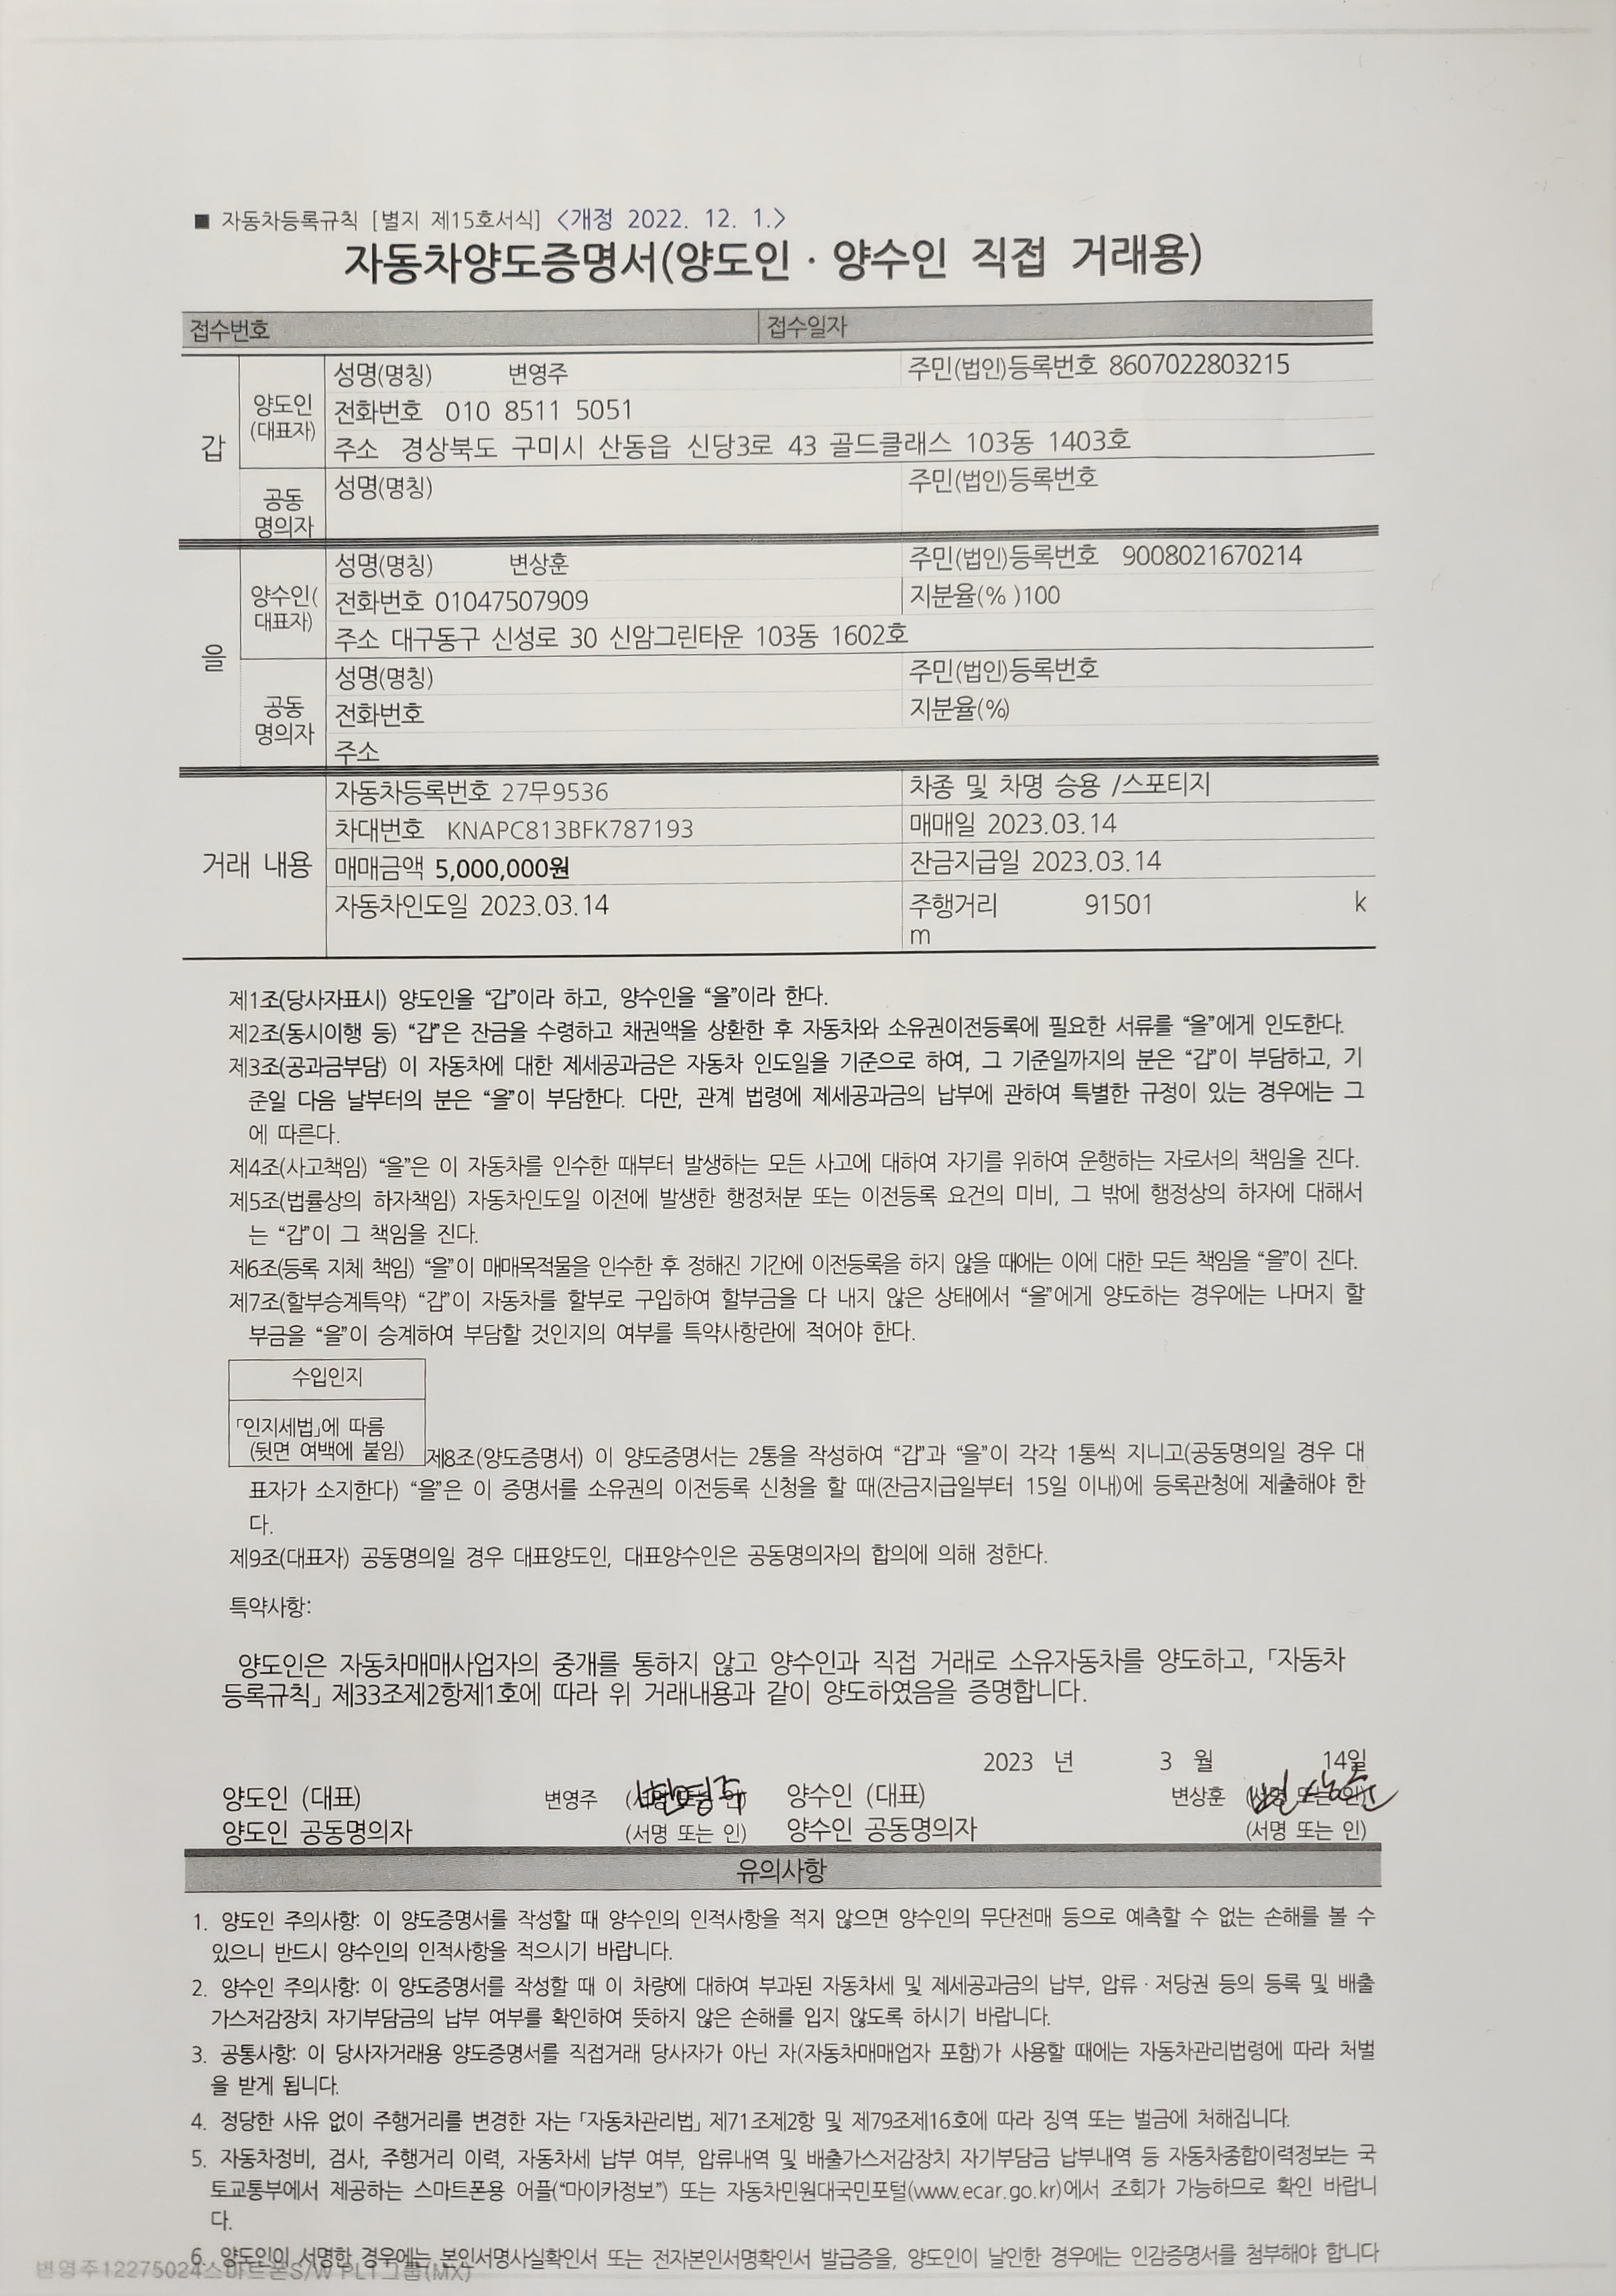 ■ 자동차등록규칙 [별지 제15호서식] <개정 2022. 12. 1.>
자동차양도증명서(양도인 · 양수인 직접 거래용)
접수번호 접수일자
갑 양도인 (대표자) 성명(명칭) 변영주 주민(법인)등록번호 8607022803215
전화번호 010 8511 5051
주소 경상북도 구미시 산동읍 신당3로 43 골드클래스 103동 1403호
공동 명의자 성명(명칭) 주민(법인)등록번호
을 양수인( 대표자) 성명(명칭) 변상훈 주민(법인)등록번호 9008021670214
전화번호 01047507909 지분율(% )100
주소 대구동구 신성로 30 신암그린타운 103동 1602호
공동 명의자 성명(명칭) 주민(법인)등록번호
전화번호 지분율(%)
주소
거래 내용 자동차등록번호 27무9536 차종 및 차명 승용 /스포티지
차대번호 KNAPC813BFK787193 매매일 2023.03.14
매매금액 5,000,000원 잔금지급일 2023.03.14
자동차인도일 2023.03.14 주행거리 91501 k
m
제1조(당사자표시) 양도인을 “갑”이라 하고, 양수인을 “을”이라 한다.
제2조(동시이행 등) “갑”은 잔금을 수령하고 채권액을 상환한 후 자동차와 소유권이전등록에 필요한 서류를 “을”에게 인도한다.
제3조(공과금부담) 이 자동차에 대한 제세공과금은 자동차 인도일을 기준으로 하여, 그 기준일까지의 분은 “갑”이 부담하고, 기
준일 다음 날부터의 분은 “을”이 부담한다. 다만, 관계 법령에 제세공과금의 납부에 관하여 특별한 규정이 있는 경우에는 그
에 따른다.
제4조(사고책임) “을”은 이 자동차를 인수한 때부터 발생하는 모든 사고에 대하여 자기를 위하여 운행하는 자로서의 책임을 진다.
제5조(법률상의 하자책임) 자동차인도일 이전에 발생한 행정처분 또는 이전등록 요건의 미비, 그 밖에 행정상의 하자에 대해서
는 “갑”이 그 책임을 진다.
제6조(등록 지체 책임) “을”이 매매목적물을 인수한 후 정해진 기간에 이전등록을 하지 않을 때에는 이에 대한 모든 책임을 “을”이 진다.
제7조(할부승계특약) “갑”이 자동차를 할부로 구입하여 할부금을 다 내지 않은 상태에서 “을”에게 양도하는 경우에는 나머지 할
부금을 “을”이 승계하여 부담할 것인지의 여부를 특약사항란에 적어야 한다.
수입인지
「인지세법」에 따름
(뒷면 여백에 붙임) 제8조(양도증명서) 이 양도증명서는 2통을 작성하여 “갑”과 “을”이 각각 1통씩 지니고(공동명의일 경우 대
표자가 소지한다) “을”은 이 증명서를 소유권의 이전등록 신청을 할 때(잔금지급일부터 15일 이내)에 등록관청에 제출해야 한
다.
제9조(대표자) 공동명의일 경우 대표양도인, 대표양수인은 공동명의자의 합의에 의해 정한다.
특약사항:
양도인은 자동차매매사업자의 중개를 통하지 않고 양수인과 직접 거래로 소유자동차를 양도하고, 「자동차
등록규칙」 제33조제2항제1호에 따라 위 거래내용과 같이 양도하였음을 증명합니다.
2023 년 3 월 14일
양도인 (대표) 변영주 (서명 또는 인) 변영주 양수인 (대표) 변상훈 (서명 또는 인) 변상훈
양도인 공동명의자 (서명 또는 인) 양수인 공동명의자 (서명 또는 인)
유의사항
1. 양도인 주의사항: 이 양도증명서를 작성할 때 양수인의 인적사항을 적지 않으면 양수인의 무단전매 등으로 예측할 수 없는 손해를 볼 수
있으니 반드시 양수인의 인적사항을 적으시기 바랍니다.
2. 양수인 주의사항: 이 양도증명서를 작성할 때 이 차량에 대하여 부과된 자동차세 및 제세공과금의 납부, 압류 · 저당권 등의 등록 및 배출
가스저감장치 자기부담금의 납부 여부를 확인하여 뜻하지 않은 손해를 입지 않도록 하시기 바랍니다.
3. 공통사항: 이 당사자거래용 양도증명서를 직접거래 당사자가 아닌 자(자동차매매업자 포함)가 사용할 때에는 자동차관리법령에 따라 처벌
을 받게 됩니다.
4. 정당한 사유 없이 주행거리를 변경한 자는 「자동차관리법」 제71조제2항 및 제79조제16호에 따라 징역 또는 벌금에 처해집니다.
5. 자동차정비, 검사, 주행거리 이력, 자동차세 납부 여부, 압류내역 및 배출가스저감장치 자기부담금 납부내역 등 자동차종합이력정보는 국
토교통부에서 제공하는 스마트폰용 어플(“마이카정보”) 또는 자동차민원대국민포털(www.ecar.go.kr)에서 조회가 가능하므로 확인 바랍니
다.
6. 양도인이 서명한 경우에는 본인서명사실확인서 또는 전자본인서명확인서 발급증을, 양도인이 날인한 경우에는 인감증명서를 첨부해야 합니다
변영주12275024스마트폰S/W PL1그룹(MX)